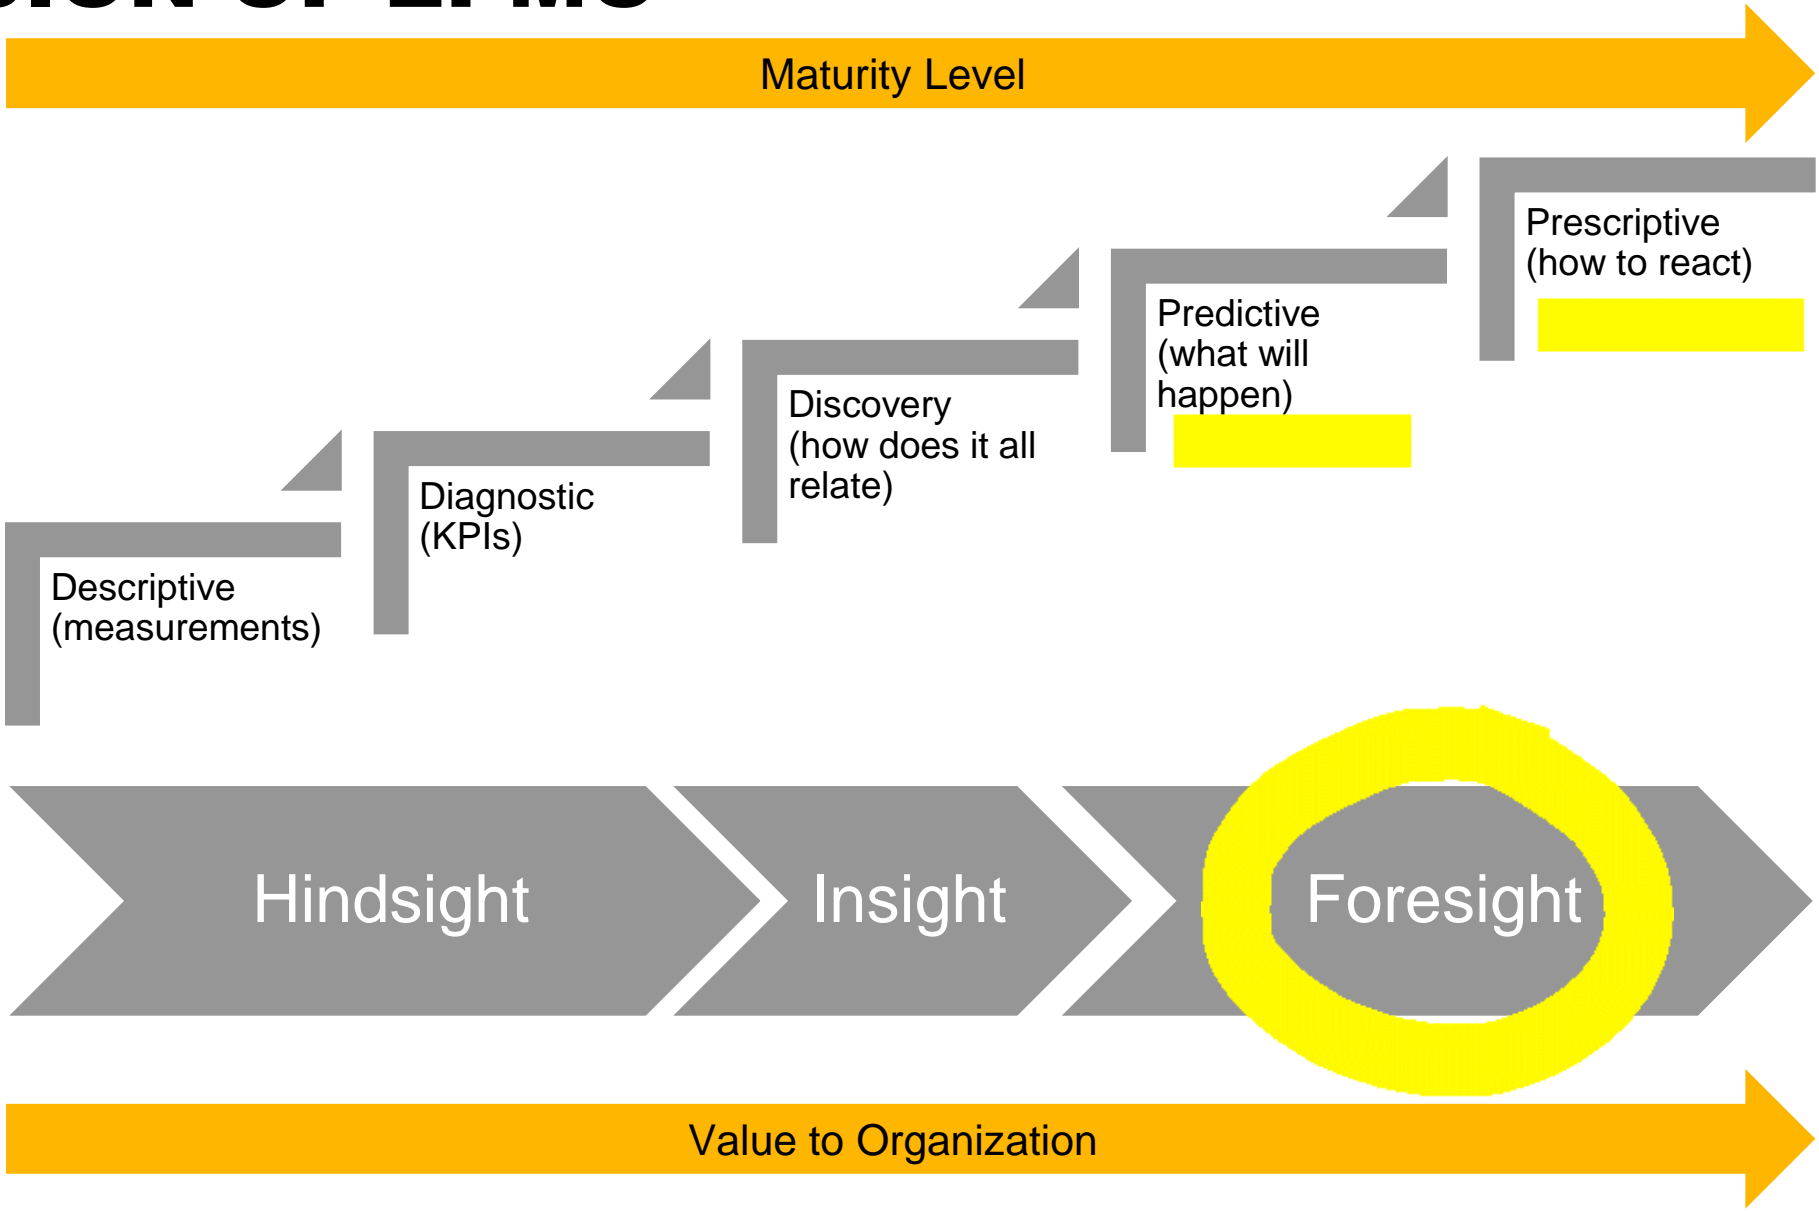 Maturity Level
Prescriptive
(how to react)
Predictive
(what will
happen)
Discovery
(how does it all
relate)
Diagnostic
(KPIs)
Descriptive
(measurements)
Hindsight
Insight
Foresight
Value to Organization